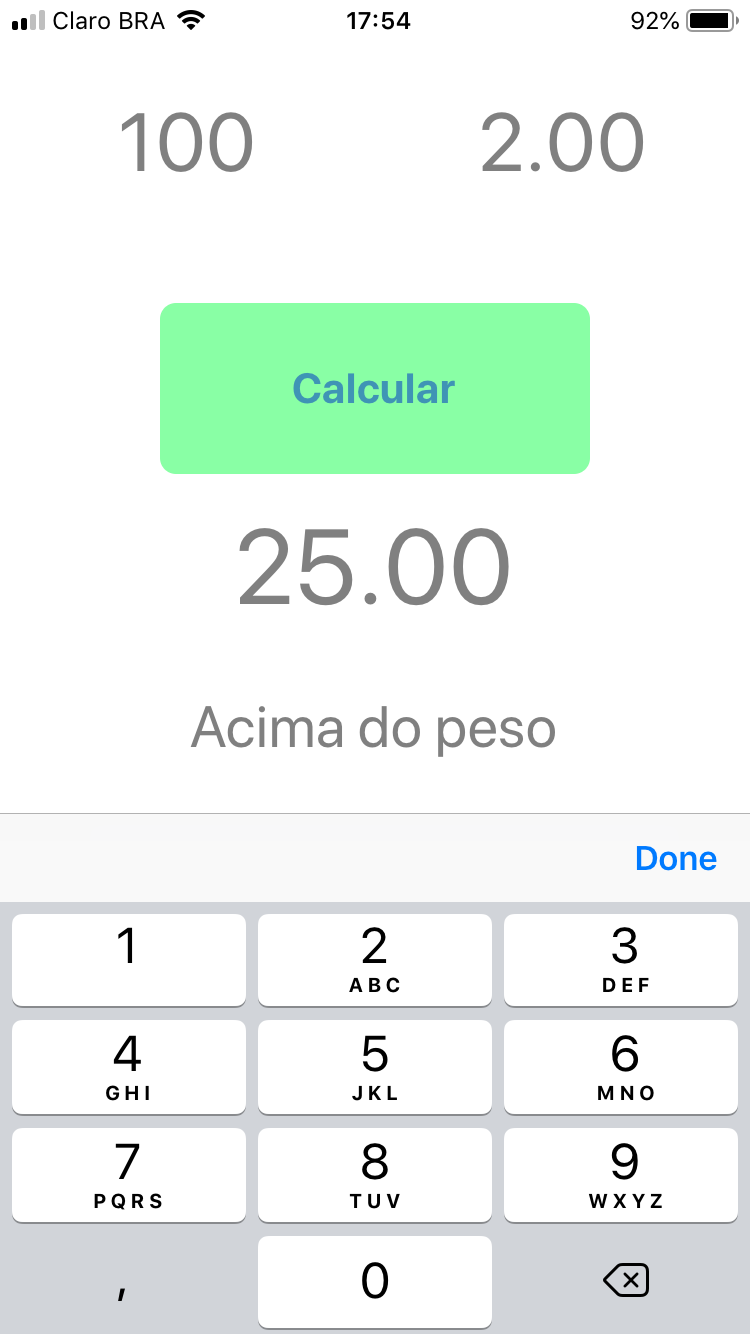 Claro BRA 17:54 92%
100 2.00
Calcular
25.00
Acima do peso
Done
1 2 3
ABC DEF
4 5 6
GHI JKL MNO
7 8 9
PQRS TUV WXYZ
, 0